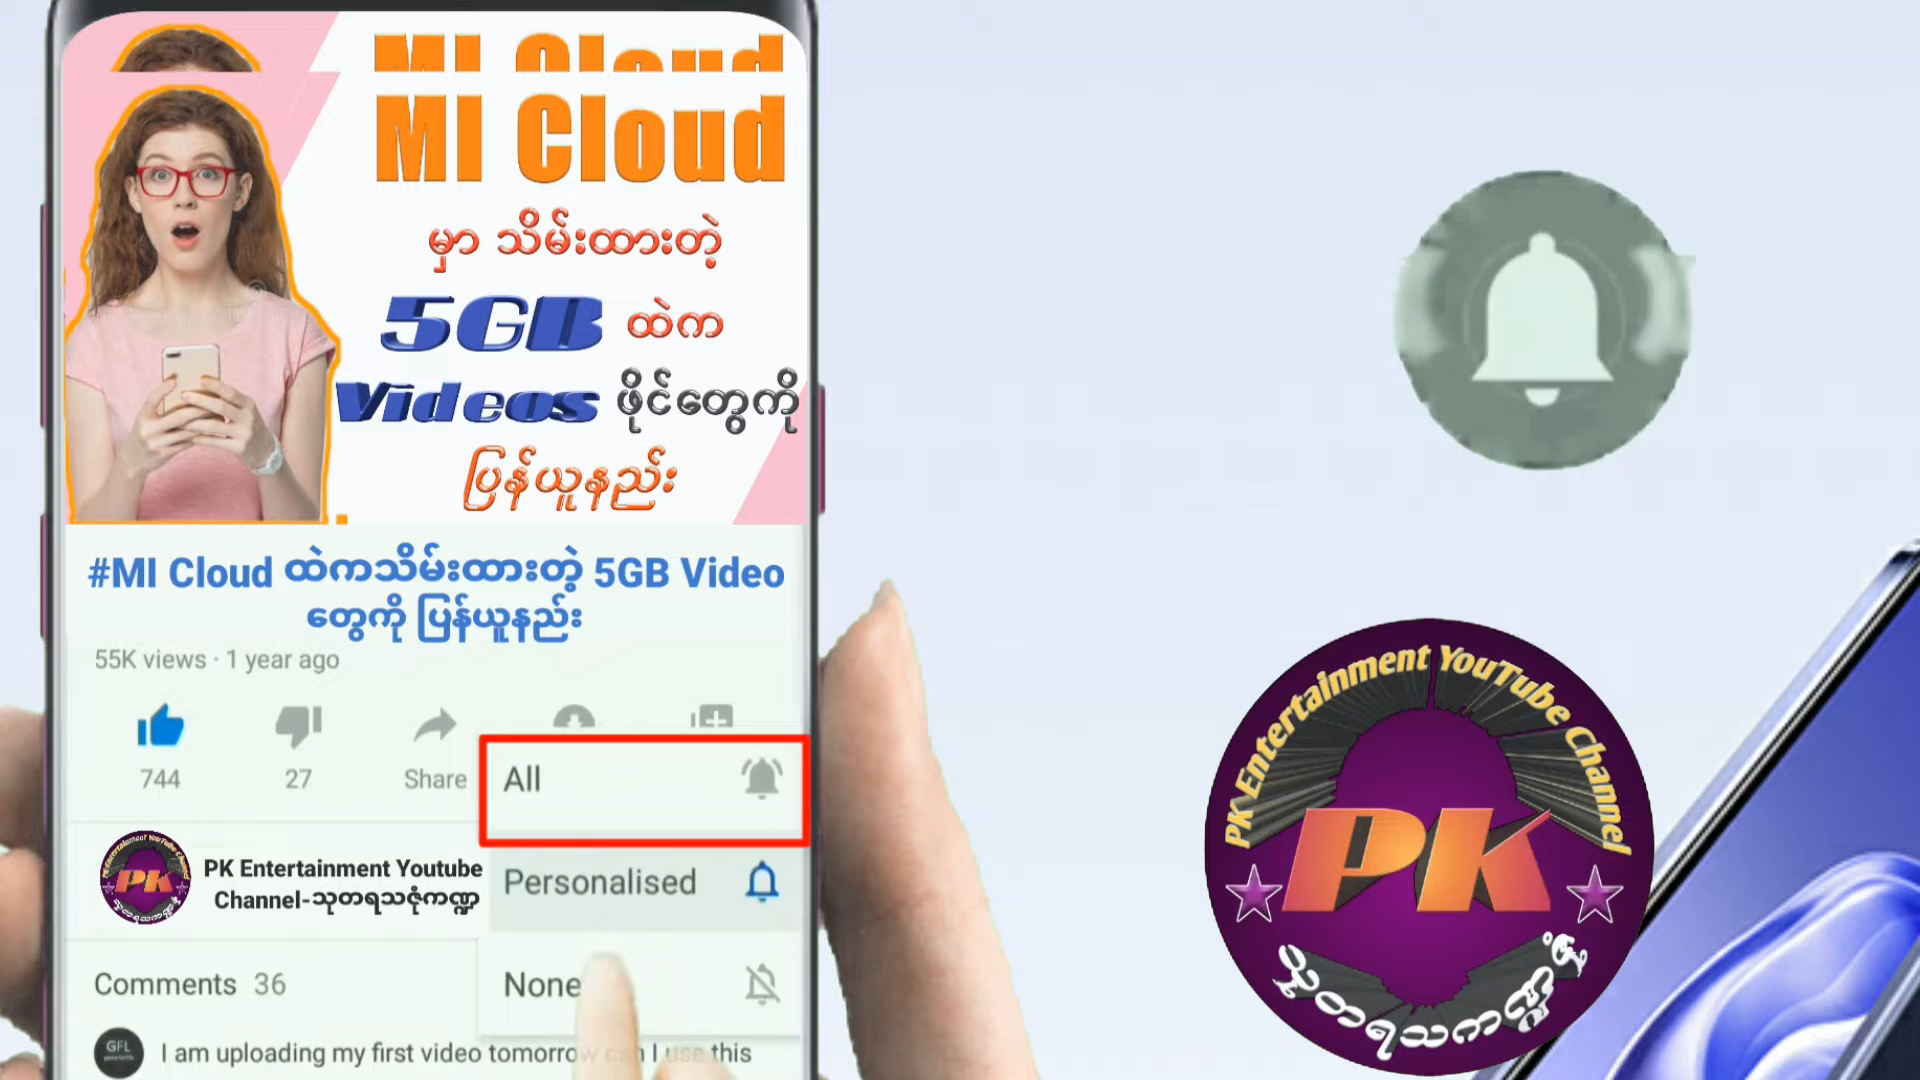 MI Cloud
MI Cloud
မှာ သိမ်းထားတဲ့
5GB ထဲက
Videos ဖိုင်တွေကို
ပြန်ယူနည်း
#MI Cloud ထဲကသိမ်းထားတဲ့ 5GB Video
တွေကို ပြန်ယူနည်း
55K views · 1 year ago
744
27
Share
All
Personalised
None
PK Entertainment Youtube
Channel-သုတရသဇုံကဏ္ဍ
Comments 36
GFL
I am uploading my first video tomorrow can I use this
PK Entertainment YouTube Channel
PK